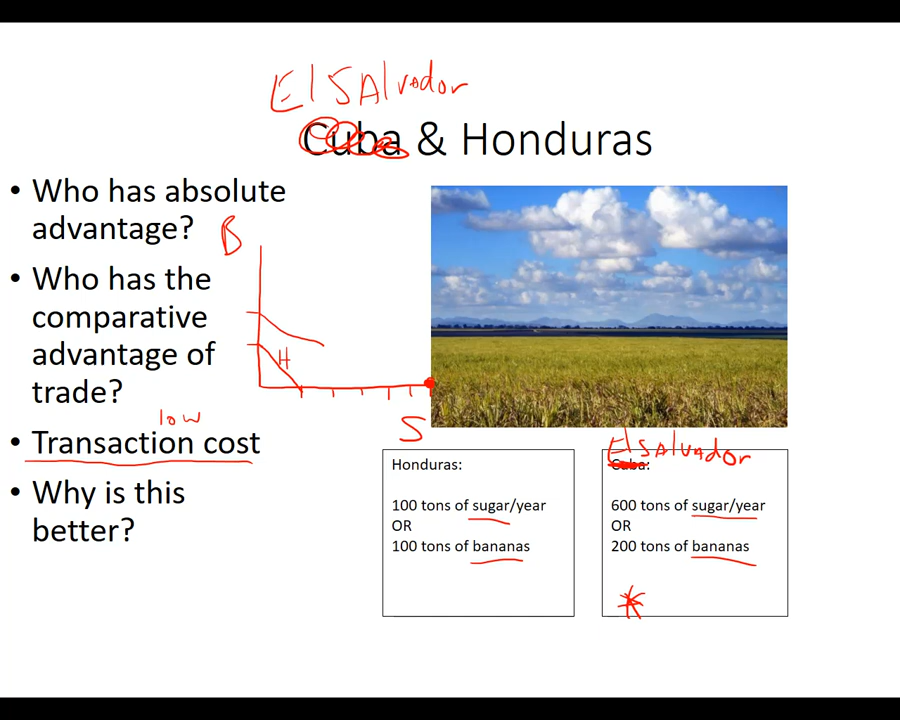 El SAlvador
Cuba & Honduras
• Who has absolute
advantage?
• Who has the
comparative
advantage of
trade?
low
• Transaction cost
• Why is this
better?
B
H
S
Honduras:
100 tons of sugar/year
OR
100 tons of bananas
El SAlvador
Cuba:
600 tons of sugar/year
OR
200 tons of bananas
*